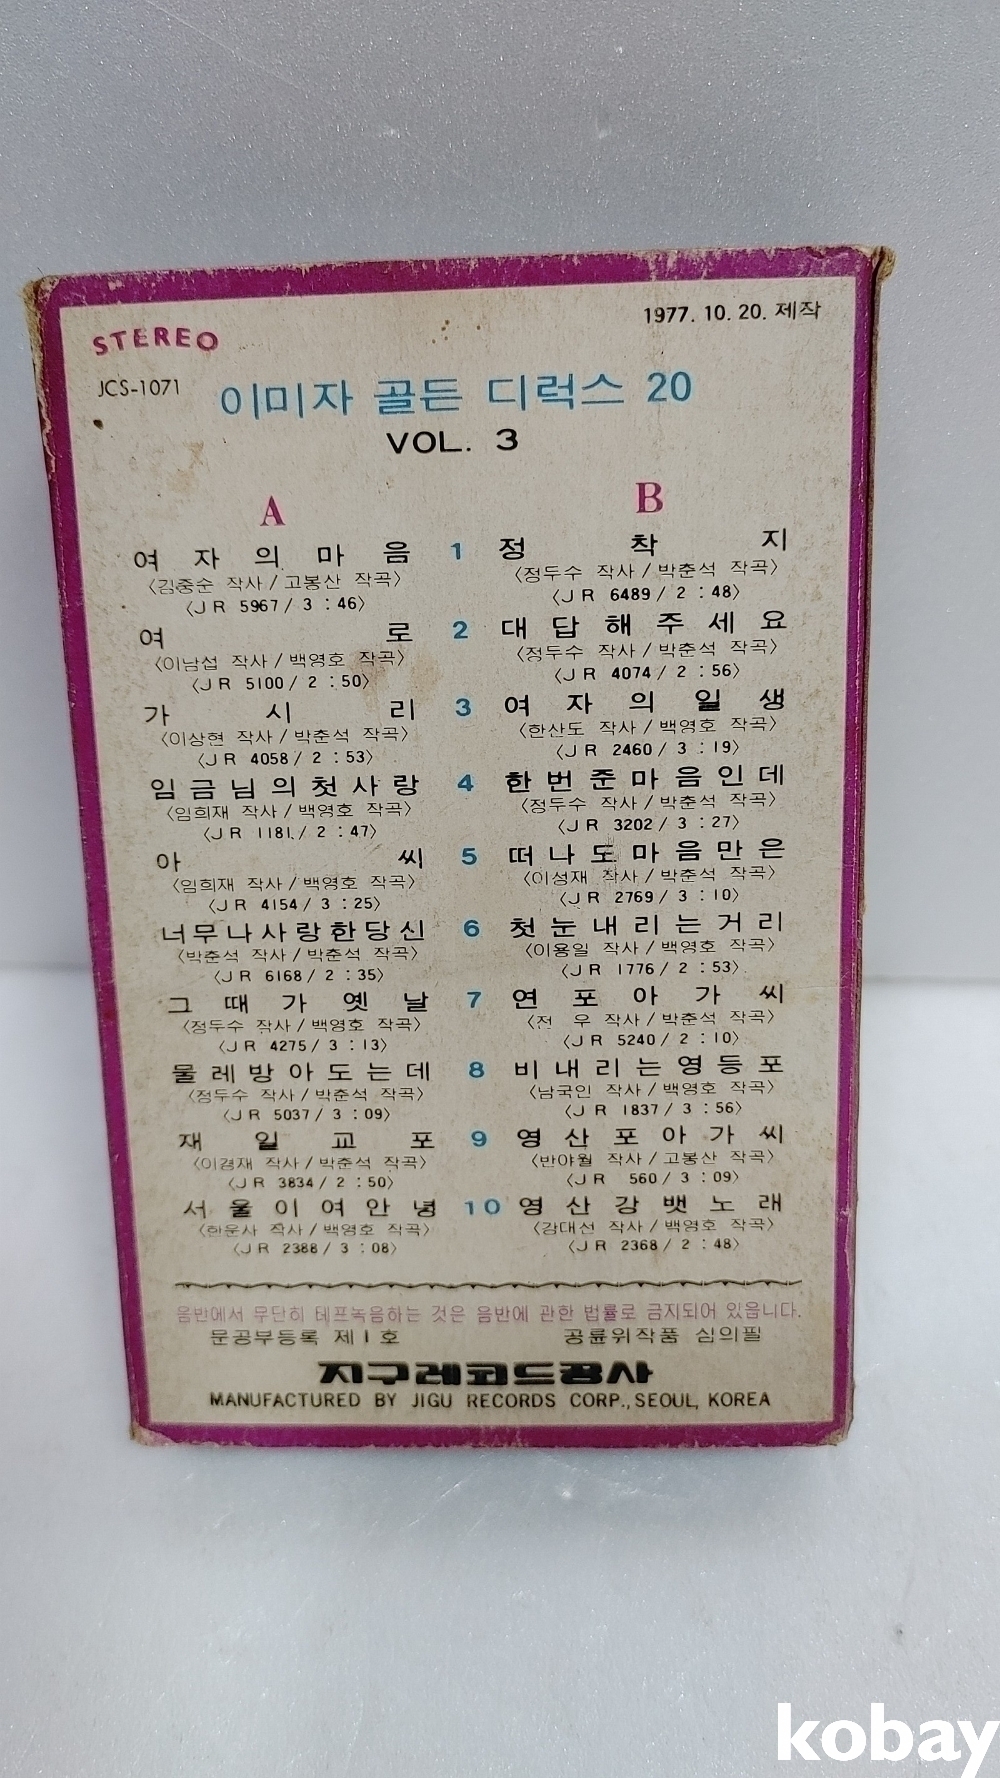 STEREO
1977. 10. 20. 제작
JCS-1071
이미자 골든 디럭스 20
VOL. 3
A B
여자의마음 1 정착지
〈김중순 작사/고봉산 작곡〉 〈정두수 작사/박춘석 작곡〉
〈JR 5967/3:46〉 〈JR 6489/2:48〉
여로 2 대답해주세요
〈이남섭 작사/백영호 작곡〉 〈정두수 작사/박춘석 작곡〉
〈JR 5100/2:50〉 〈JR 4074/2:56〉
가시리 3 여자의일생
〈이상현 작사/박춘석 작곡〉 〈한산도 작사/백영호 작곡〉
〈JR 4058/2:53〉 〈JR 2460/3:19〉
임금님의첫사랑 4 한번준마음인데
〈임희재 작사/백영호 작곡〉 〈정두수 작사/박춘석 작곡〉
〈JR 1181/2:47〉 〈JR 3202/3:27〉
아씨 5 떠나도마음만은
〈임희재 작사/백영호 작곡〉 〈이성재 작사/박춘석 작곡〉
〈JR 4154/3:25〉 〈JR 2769/3:10〉
너무나사랑한당신 6 첫눈내리는거리
〈박춘석 작사/박춘석 작곡〉 〈이용일 작사/백영호 작곡〉
〈JR 6168/2:35〉 〈JR 1776/2:53〉
그때가옛날 7 연포아가씨
〈정두수 작사/백영호 작곡〉 〈전 우 작사/박춘석 작곡〉
〈JR 4275/3:13〉 〈JR 5240/2:10〉
물레방아도는데 8 비내리는영등포
〈정두수 작사/박춘석 작곡〉 〈남국인 작사/백영호 작곡〉
〈JR 5037/3:09〉 〈JR 1837/3:56〉
재일교포 9 영산포아가씨
〈이경재 작사/박춘석 작곡〉 〈반야월 작사/고봉산 작곡〉
〈JR 3834/2:50〉 〈JR 560/3:09〉
서울이여안녕 10 영산강뱃노래
〈한운사 작사/백영호 작곡〉 〈강대선 작사/백영호 작곡〉
〈JR 2388/3:08〉 〈JR 2368/2:48〉
음반에서 무단히 테프녹음하는 것은 음반에 관한 법률로 금지되어 있읍니다.
문공부등록 제1호 공륜위작품 심의필
지구레코드공사
MANUFACTURED BY JIGU RECORDS CORP., SEOUL, KOREA
kobay